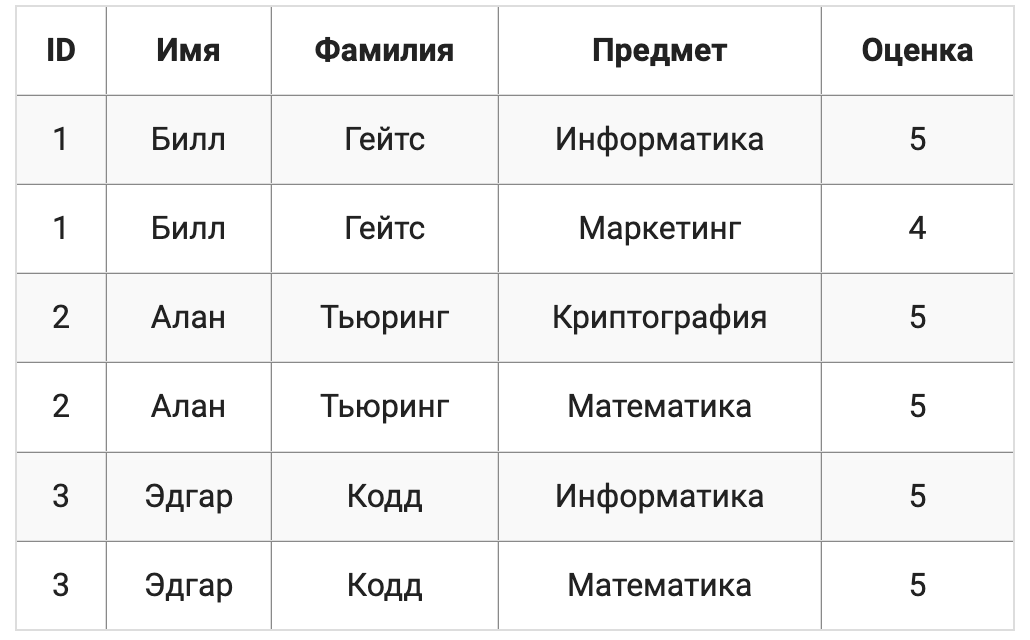 ID Имя Фамилия Предмет Оценка
1 Билл Гейтс Информатика 5
1 Билл Гейтс Маркетинг 4
2 Алан Тьюринг Криптография 5
2 Алан Тьюринг Математика 5
3 Эдгар Кодд Информатика 5
3 Эдгар Кодд Математика 5